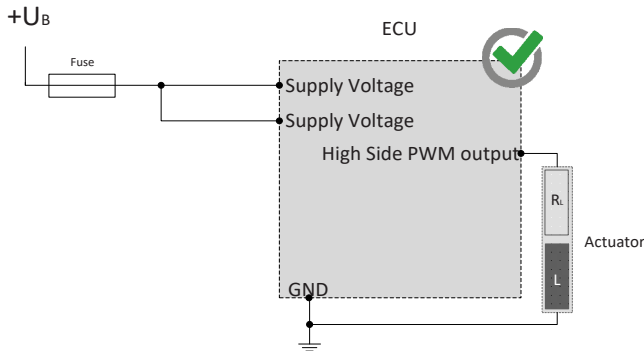 +UB
ECU
Fuse
Supply Voltage
Supply Voltage
High Side PWM output
RL
Actuator
L
GND